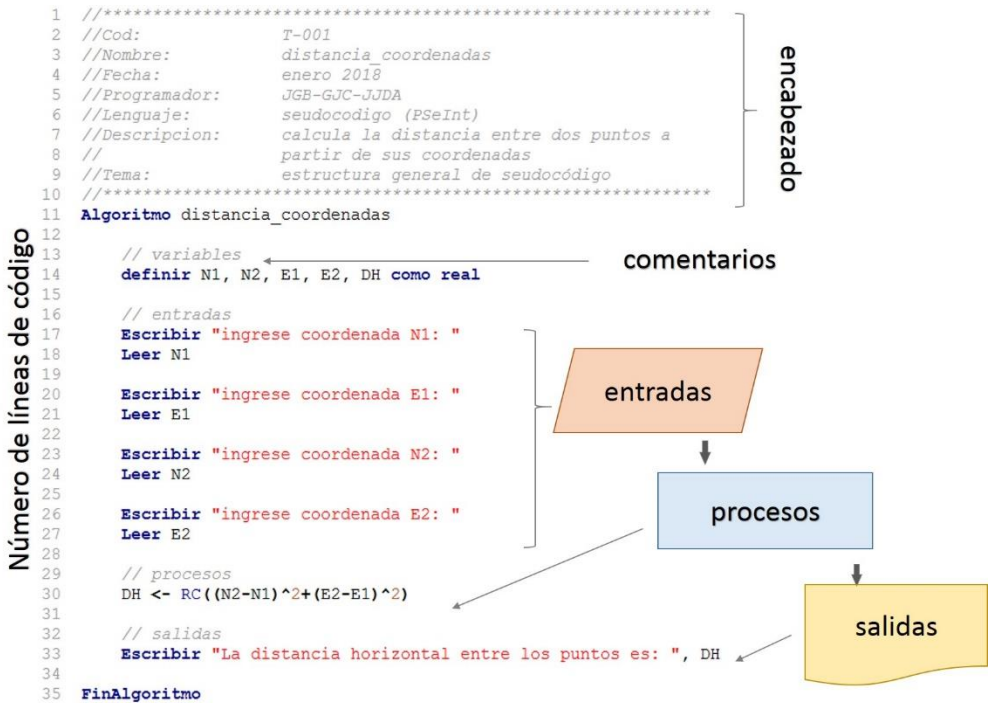 Número de líneas de código
1 //**************************************************************
2 //Cod: T-001
3 //Nombre: distancia_coordenadas
4 //Fecha: enero 2018
5 //Programador: JGB-GJC-JJDA
6 //Lenguaje: seudocodigo (PSeInt)
7 //Descripcion: calcula la distancia entre dos puntos a
8 // partir de sus coordenadas
9 //Tema: estructura general de seudocódigo
10 //**************************************************************
encabezado
11 Algoritmo distancia_coordenadas
12
13 // variables
comentarios
14 definir N1, N2, E1, E2, DH como real
15
16 // entradas
17 Escribir "ingrese coordenada N1: "
18 Leer N1
19
20 Escribir "ingrese coordenada E1: "
21 Leer E1
entradas
22
23 Escribir "ingrese coordenada N2: "
24 Leer N2
25
26 Escribir "ingrese coordenada E2: "
27 Leer E2
procesos
28
29 // procesos
30 DH <- RC((N2-N1)^2+(E2-E1)^2)
31
32 // salidas
33 Escribir "La distancia horizontal entre los puntos es: ", DH
salidas
34
35 FinAlgoritmo